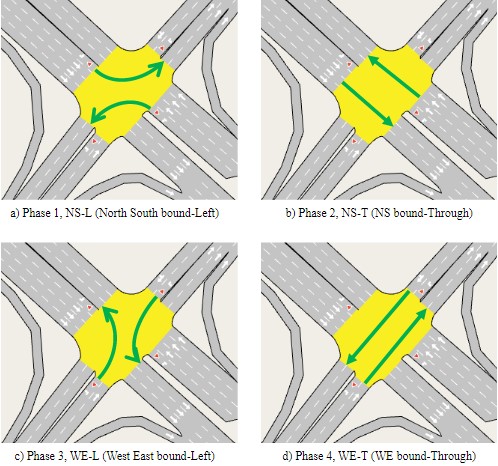 a) Phase 1, NS-L (North South bound-Left)
b) Phase 2, NS-T (NS bound-Through)
c) Phase 3, WE-L (West East bound-Left)
d) Phase 4, WE-T (WE bound-Through)